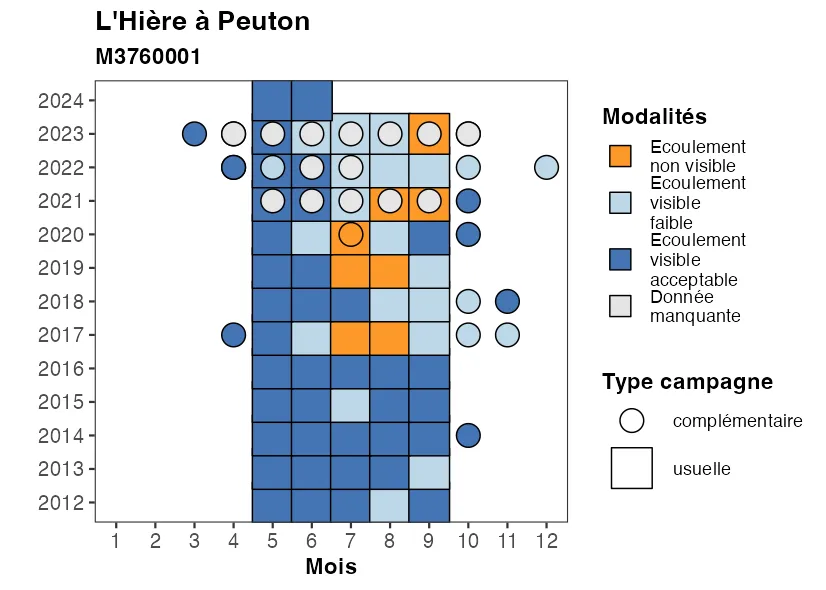 L'Hière à Peuton
M3760001
2024
2023
2022
2021
2020
2019
2018
2017
2016
2015
2014
2013
2012
1 2 3 4 5 6 7 8 9 10 11 12
Mois
Modalités
Ecoulement
non visible
Ecoulement
visible
faible
Ecoulement
visible
acceptable
Donnée
manquante
Type campagne
complémentaire
usuelle